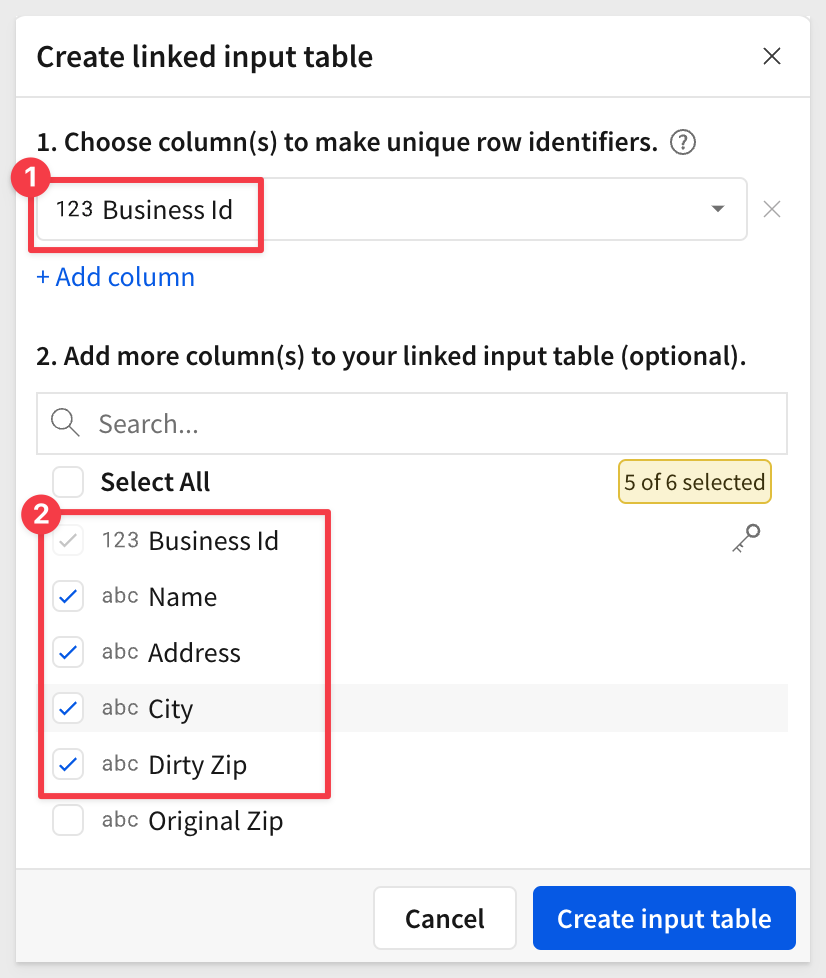 Create linked input table
1. Choose column(s) to make unique row identifiers. ?
1
123 Business Id
+ Add column
2. Add more column(s) to your linked input table (optional).
Search...
Select All 5 of 6 selected
2
123 Business Id
abc Name
abc Address
abc City
abc Dirty Zip
abc Original Zip
Cancel Create input table